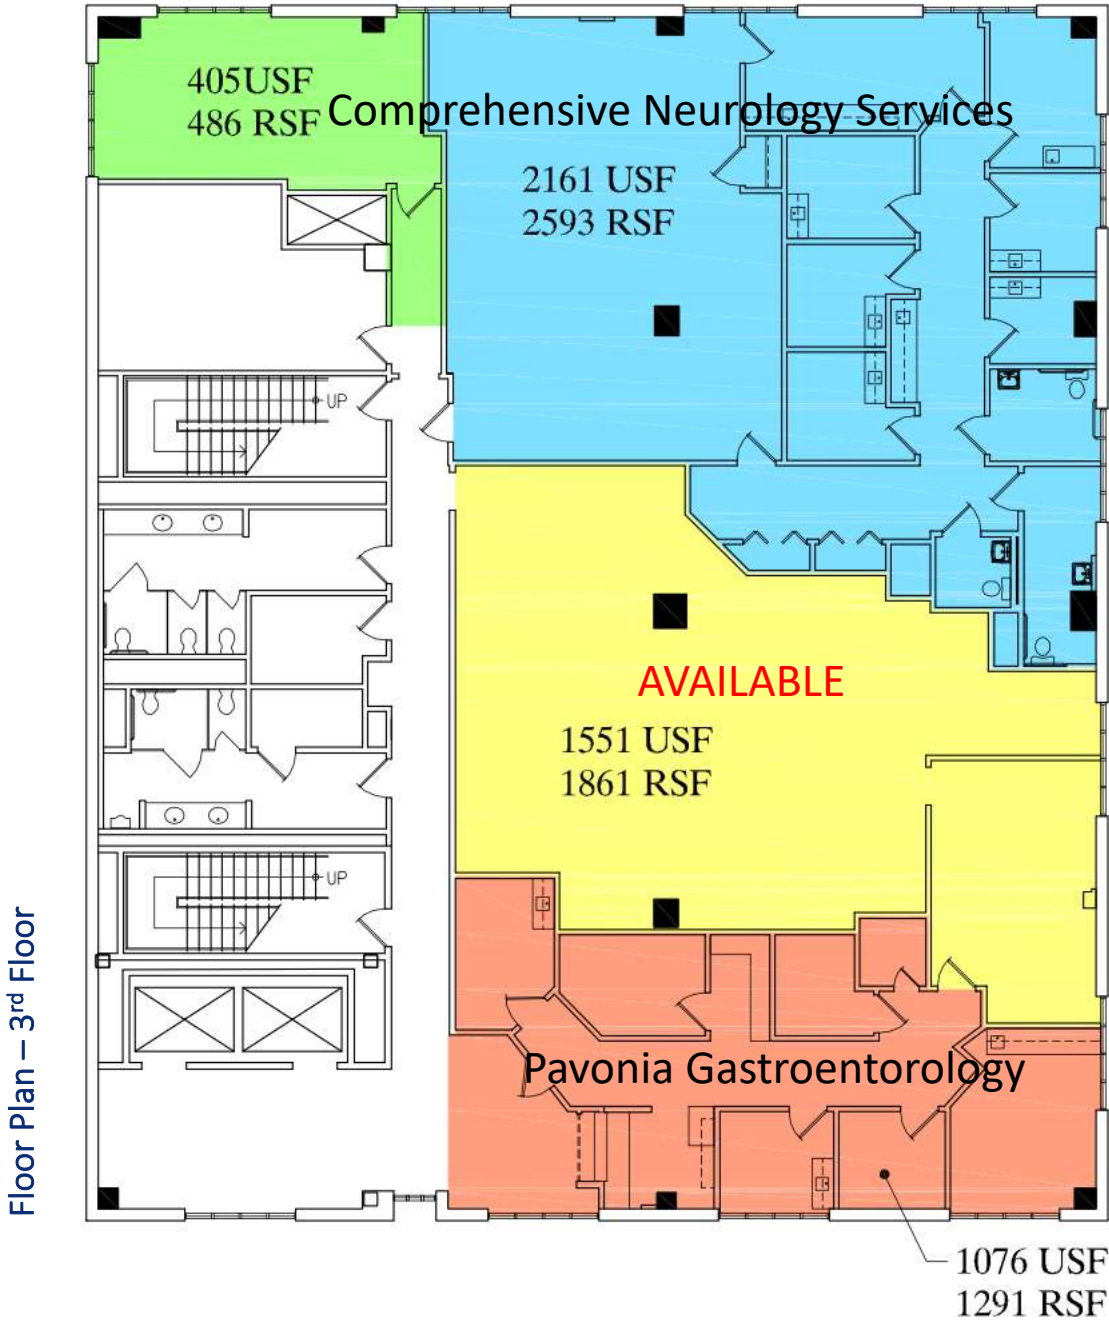 405USF
486 RSF
Comprehensive Neurology Services
2161 USF
2593 RSF
UP
AVAILABLE
1551 USF
1861 RSF
UP
Floor Plan – 3rd Floor
Pavonia Gastroentorology
1076 USF
1291 RSF